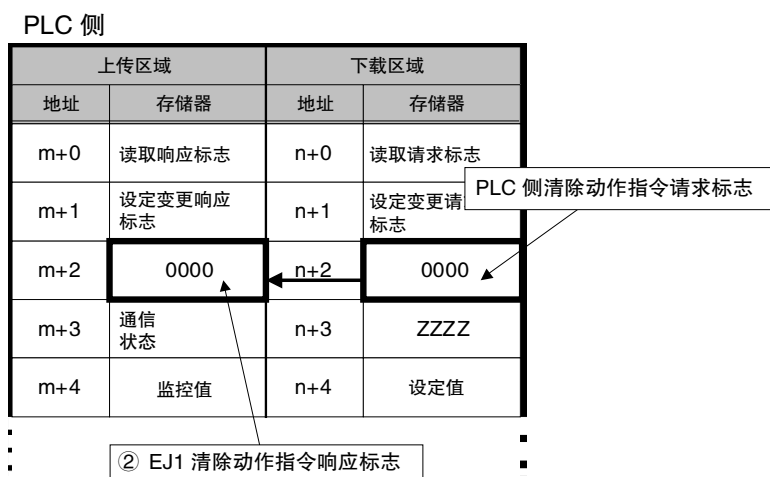 PLC 侧
上传区域 下载区域
地址 存储器 地址 存储器
m+0 读取响应标志 n+0 读取请求标志
PLC 侧清除动作指令请求标志
m+1 设定变更响应 n+1 设定变更请
标志 标志
m+2 0000 n+2 0000
m+3 通信 n+3 ZZZZ
状态
m+4 监控值 n+4 设定值
② EJ1 清除动作指令响应标志